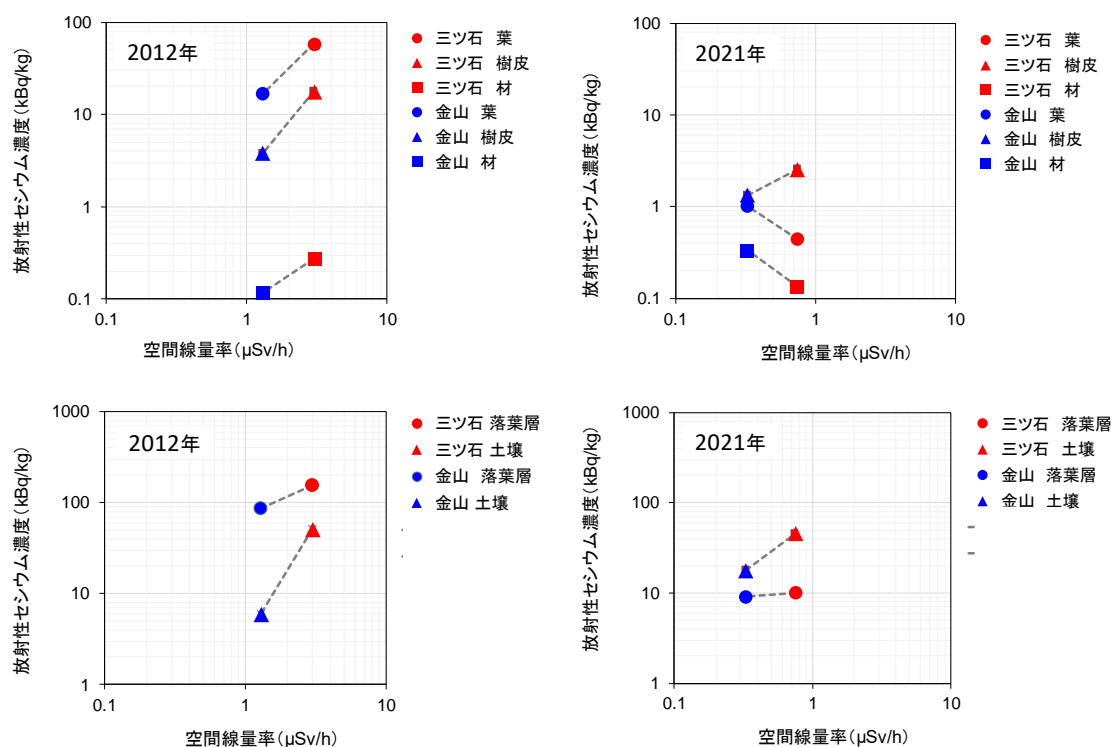 放射性セシウム濃度（kBq/kg）
100
10
1
0.1
2012年
0.1
1
10
空間線量率（μSv/h）
三ツ石　葉
三ツ石　樹皮
三ツ石　材
金山　葉
金山　樹皮
金山　材
放射性セシウム濃度（kBq/kg）
100
10
1
0.1
2021年
0.1
1
10
空間線量率（μSv/h）
三ツ石　葉
三ツ石　樹皮
三ツ石　材
金山　葉
金山　樹皮
金山　材
放射性セシウム濃度（kBq/kg）
1000
100
10
1
2012年
0.1
1
10
空間線量率（μSv/h）
三ツ石 落葉層
三ツ石 土壌
金山 落葉層
金山 土壌
放射性セシウム濃度（kBq/kg）
1000
100
10
1
2021年
0.1
1
10
空間線量率（μSv/h）
三ツ石　落葉層
三ツ石　土壌
金山　落葉層
金山　土壌